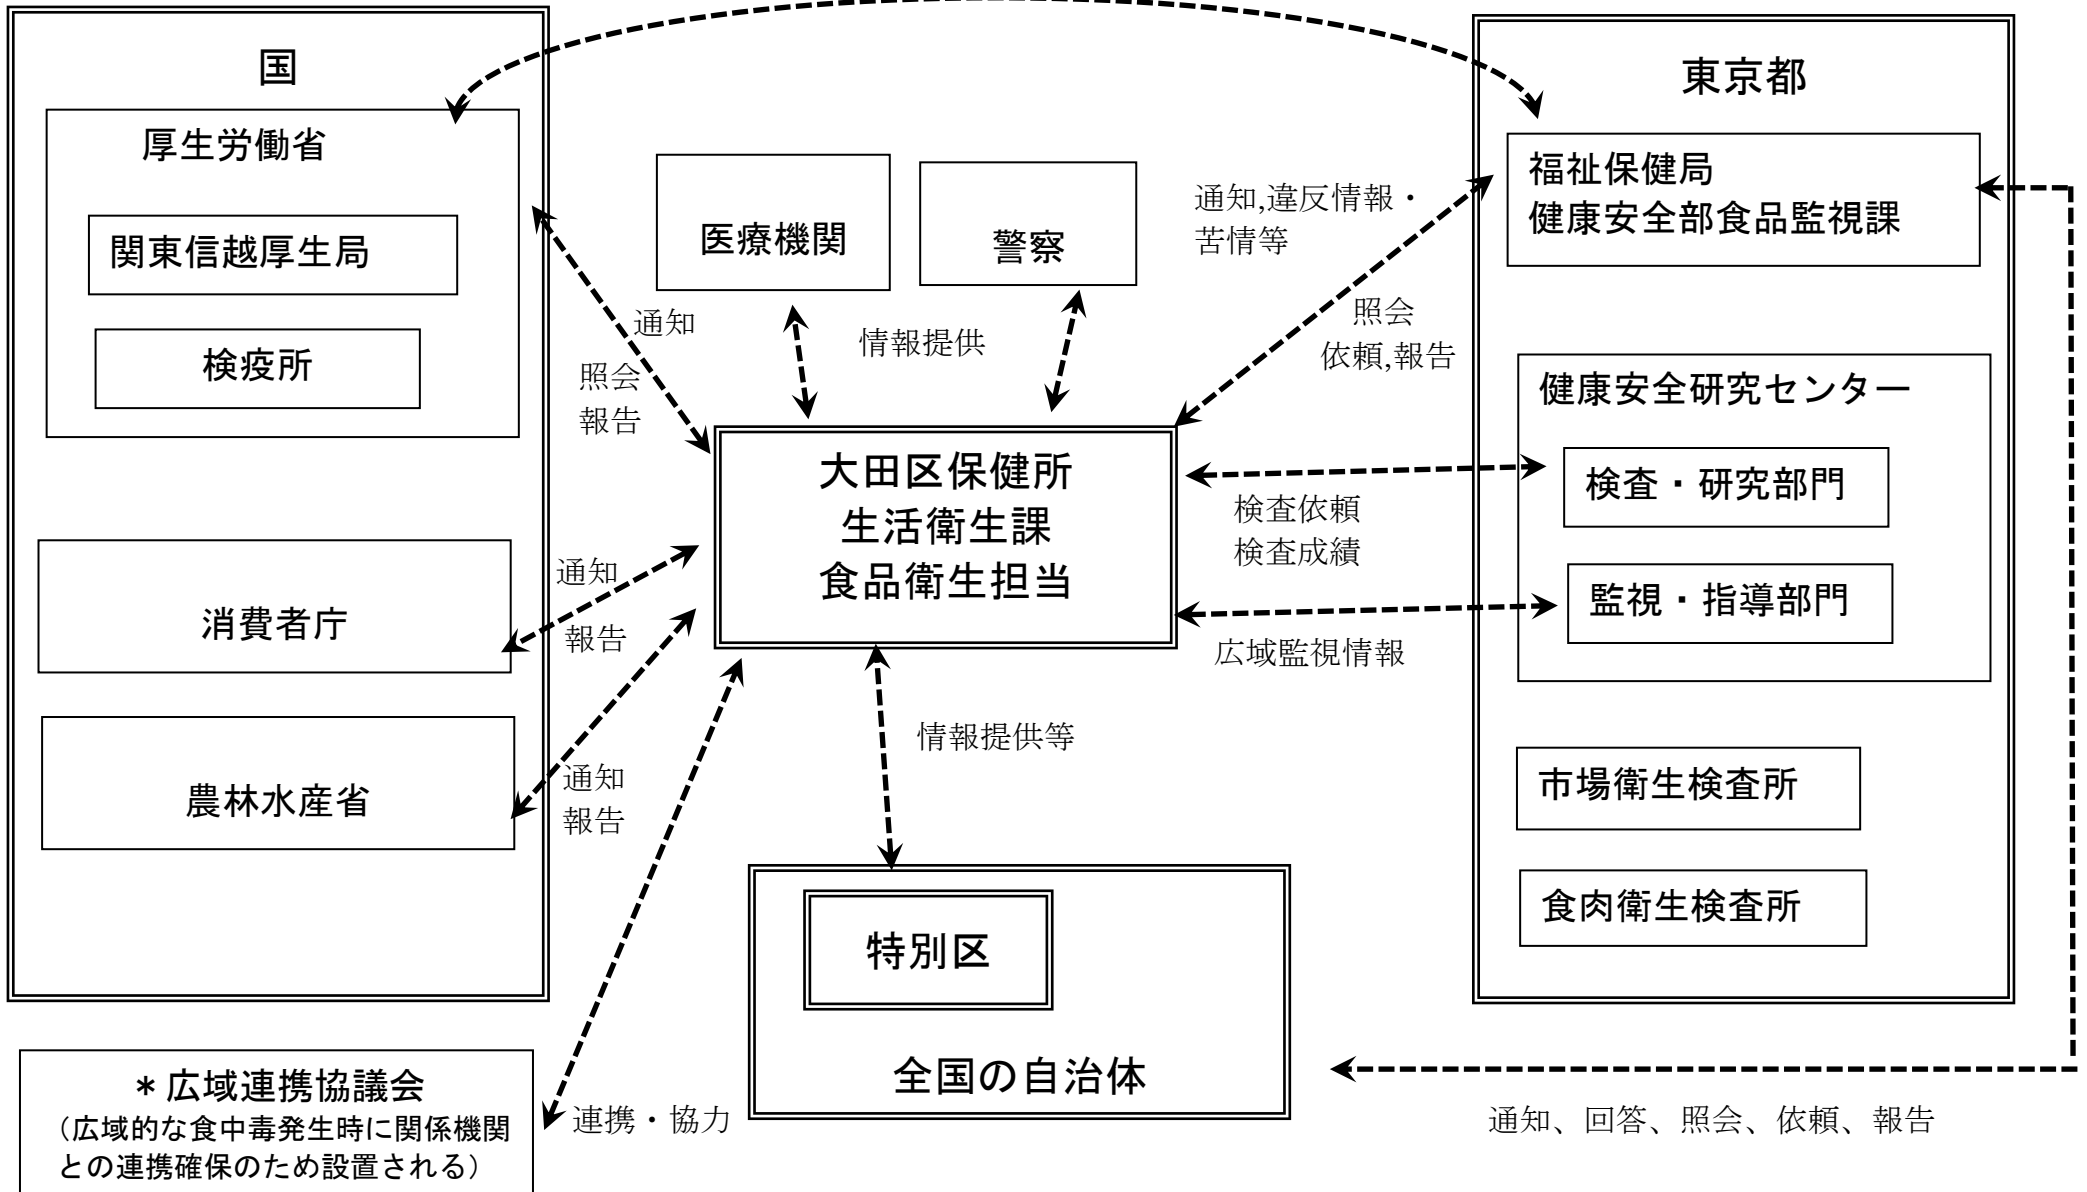 国
厚生労働省
関東信越厚生局
検疫所
消費者庁
農林水産省
*広域連携協議会
（広域的な食中毒発生時に関係機関
との連携確保のため設置される）
医療機関
警察
通知
照会
報告
情報提供
通知,違反情報・
苦情等
照会
依頼,報告
大田区保健所
生活衛生課
食品衛生担当
検査依頼
検査成績
広域監視情報
通知
報告
通知
報告
情報提供等
連携・協力
特別区
全国の自治体
東京都
福祉保健局
健康安全部食品監視課
健康安全研究センター
検査・研究部門
監視・指導部門
市場衛生検査所
食肉衛生検査所
通知、回答、照会、依頼、報告